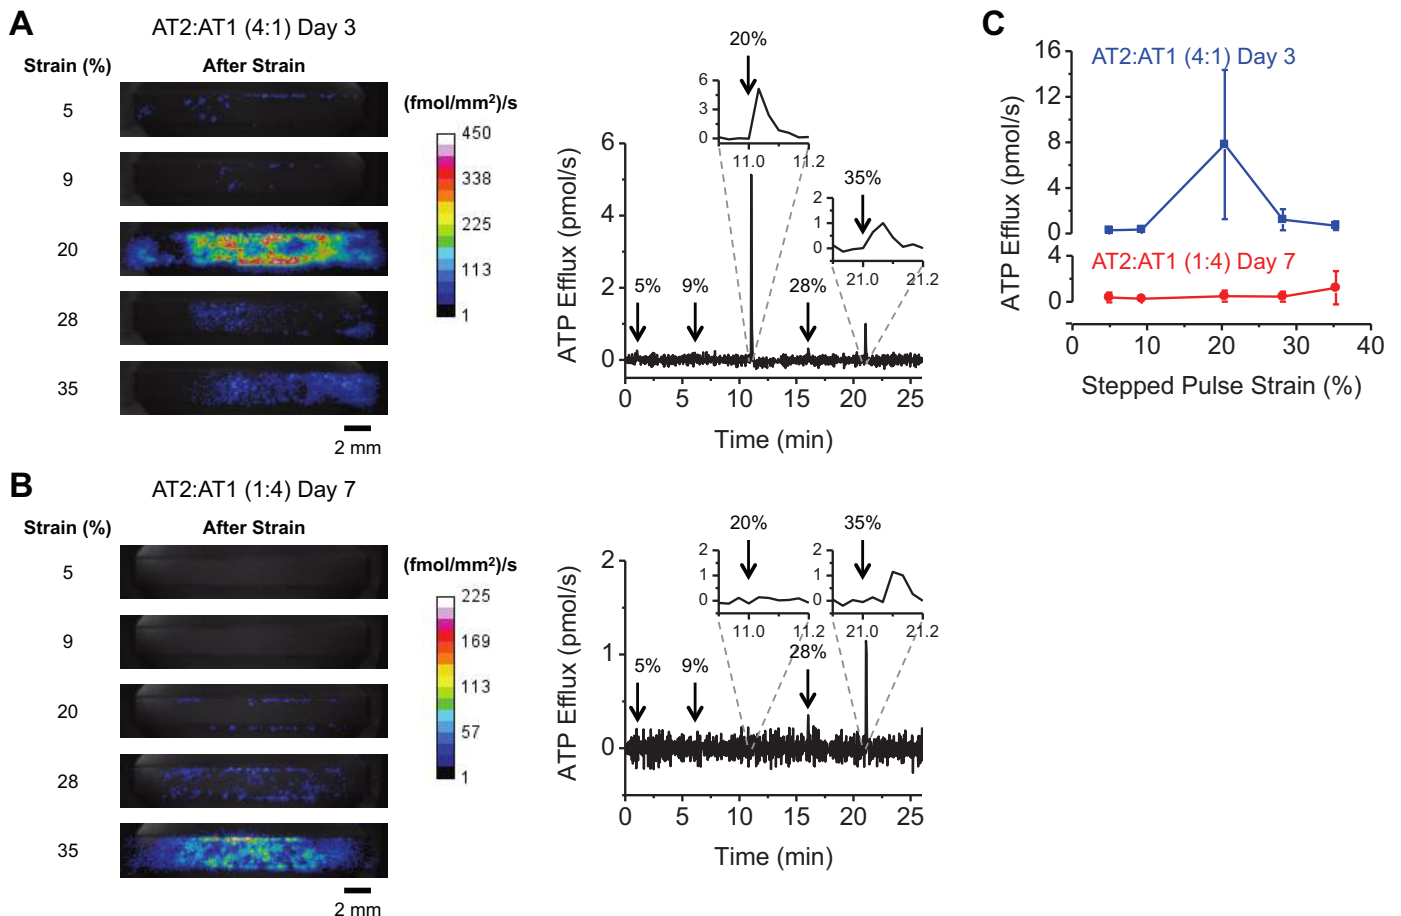 A
AT2:AT1 (4:1) Day 3
Strain (%)
After Strain
5
9
20
28
35
2 mm
(fmol/mm²)/s
450
338
225
113
1
ATP Efflux (pmol/s)
6
4
2
0
0 5 10 15 20 25
Time (min)
5%
9%
20%
28%
35%
6
3
0
11.0 11.2
2
1
0
21.0 21.2
B
AT2:AT1 (1:4) Day 7
Strain (%)
After Strain
5
9
20
28
35
2 mm
(fmol/mm²)/s
225
169
113
57
1
ATP Efflux (pmol/s)
2
1
0
0 5 10 15 20 25
Time (min)
5%
9%
20%
28%
35%
2
1
0
11.0 11.2
2
1
0
21.0 21.2
C
AT2:AT1 (4:1) Day 3
AT2:AT1 (1:4) Day 7
ATP Efflux (pmol/s)
16
12
8
4
0
4
0
0 10 20 30 40
Stepped Pulse Strain (%)